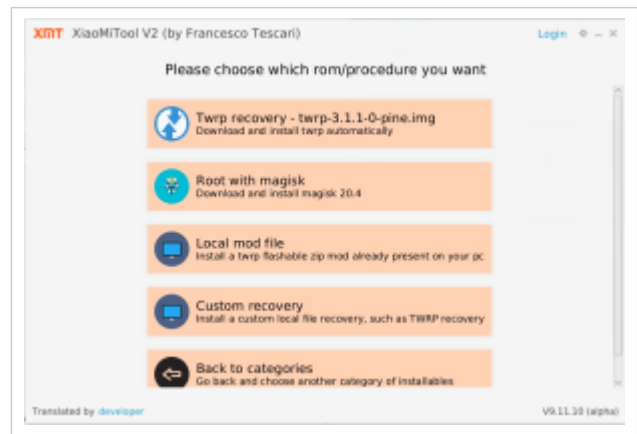 XMT XiaoMiTool V2 (by Francesco Tescari) Login
Please choose which rom/procedure you want
Twrp recovery - twrp-3.1.1-0-pine.img
Download and install twrp automatically
Root with magisk
Download and install magisk 20.4
Local mod file
Install a twrp flashable zip mod already present on your pc
Custom recovery
Install a custom local file recovery, such as TWRP recovery
Back to categories
Go back and choose another category of installables
Translated by developer V9.11.10 (alpha)